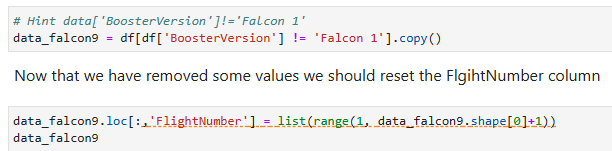 # Hint data['BoosterVersion']!='Falcon 1'
data_falcon9 = df[df['BoosterVersion'] != 'Falcon 1'].copy()
Now that we have removed some values we should reset the FlgihtNumber column
data_falcon9.loc[:,'FlightNumber'] = list(range(1, data_falcon9.shape[0]+1))
data_falcon9